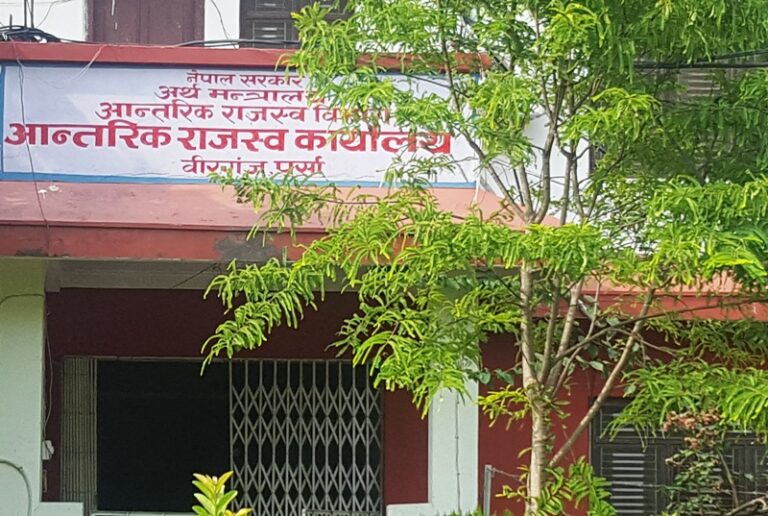 नेपाल सरकार
अर्थ मन्त्रालय
आन्तरिक राजस्व विभाग
आन्तरिक राजस्व कार्यालय
वीरगंज पर्सा